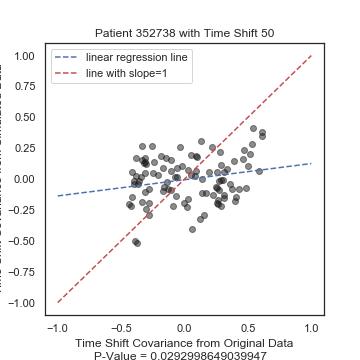 Patient 352738 with Time Shift 50
linear regression line
line with slope=1
1.00
0.75
0.50
0.25
0.00
−0.25
−0.50
−0.75
−1.00
−1.0 −0.5 0.0 0.5 1.0
Time Shift Covariance from Original Data
P-Value = 0.0292998649039947